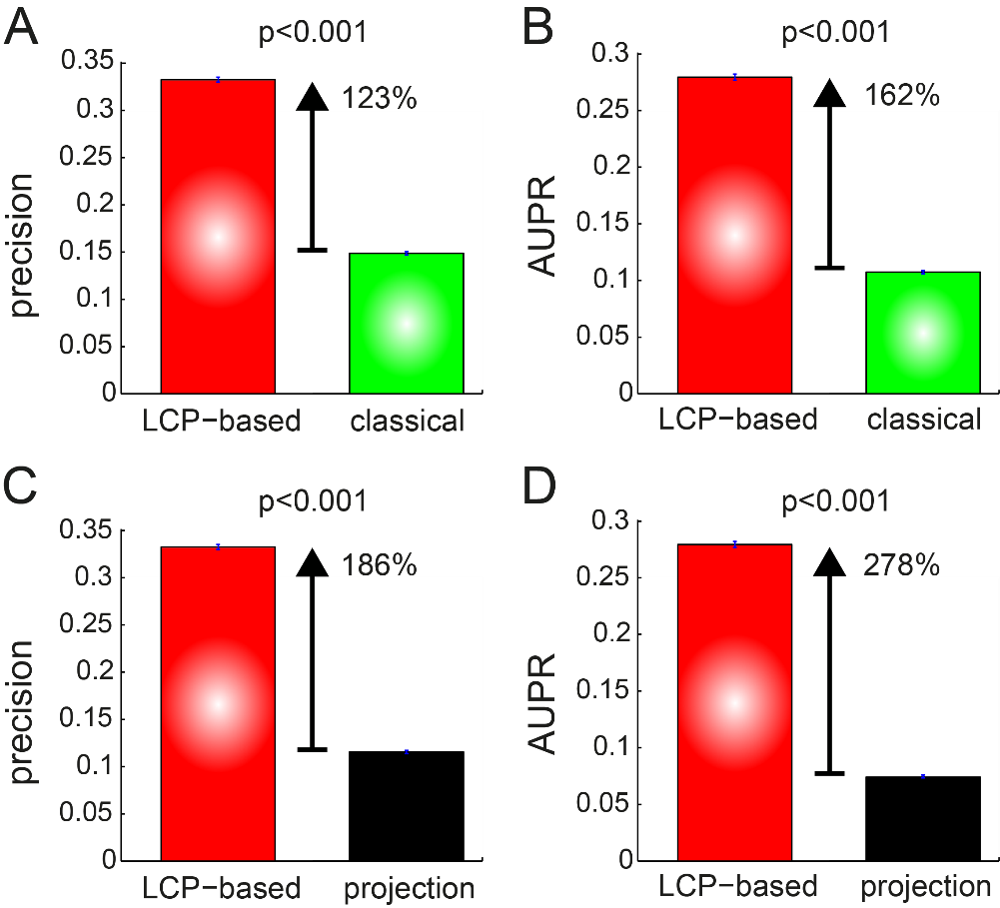 A
p<0.001
0.35
0.3
0.25
0.2
0.15
0.1
0.05
0
precision
123%
LCP−based classical
B
p<0.001
0.3
0.25
0.2
0.15
0.1
0.05
0
AUPR
162%
LCP−based classical
C
p<0.001
0.35
0.3
0.25
0.2
0.15
0.1
0.05
0
precision
186%
LCP−based projection
D
p<0.001
0.3
0.25
0.2
0.15
0.1
0.05
0
AUPR
278%
LCP−based projection